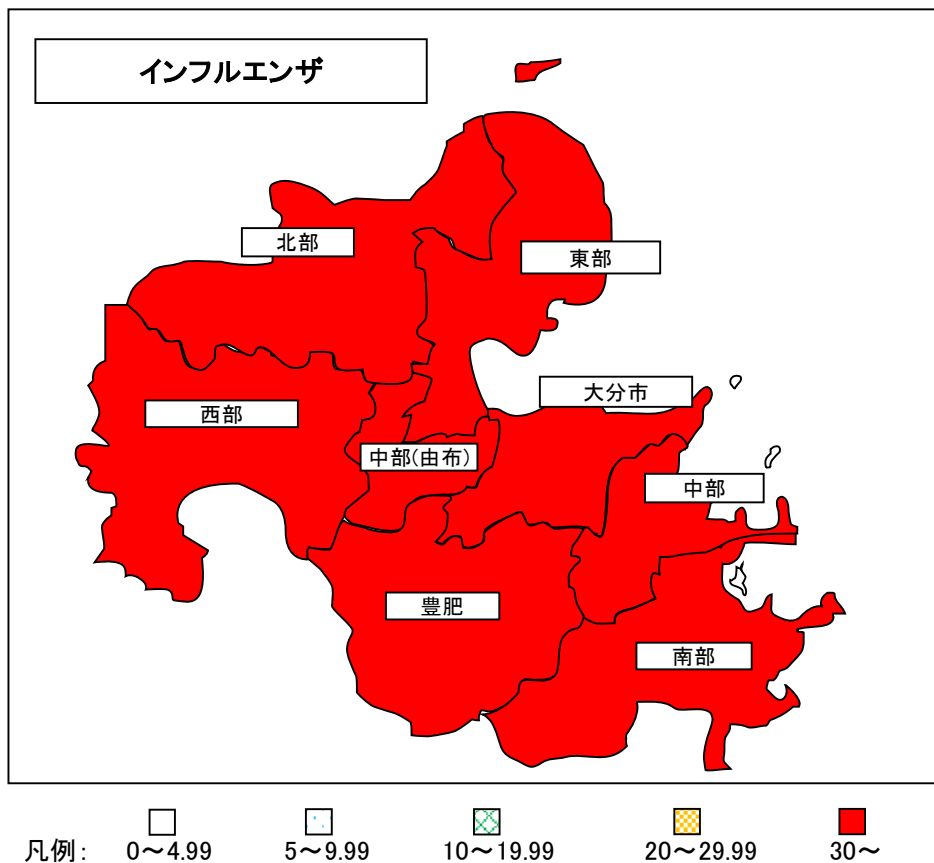 インフルエンザ
北部
東部
大分市
西部
中部(由布)
中部
豊肥
南部
凡例: 0～4.99 5～9.99 10～19.99 20～29.99 30～